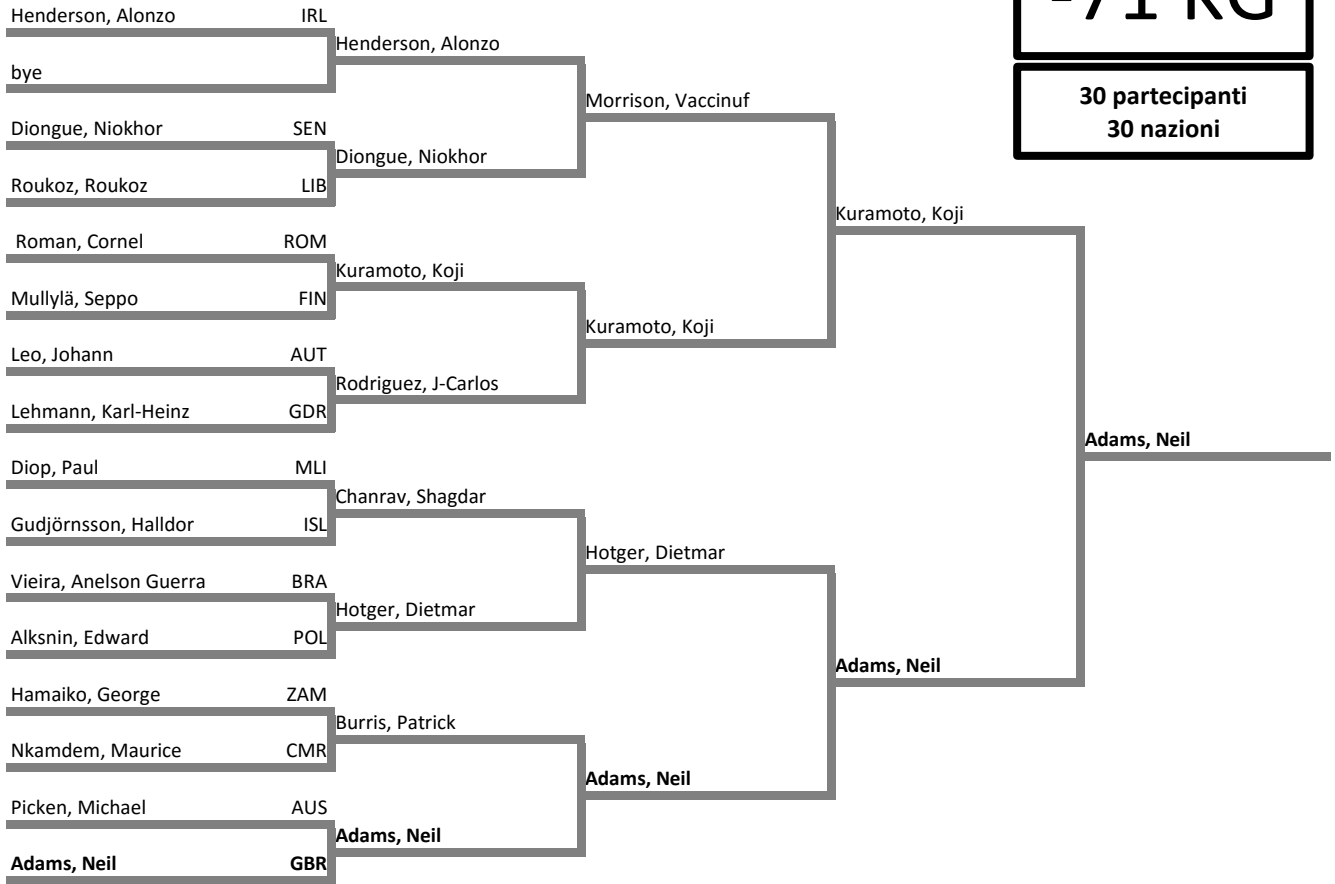 -71 KG
30 partecipanti
30 nazioni
Henderson, Alonzo IRL
bye
Diongue, Niokhor SEN
Roukoz, Roukoz LIB
Roman, Cornel ROM
Mullylä, Seppo FIN
Leo, Johann AUT
Lehmann, Karl-Heinz GDR
Diop, Paul MLI
Gudjörnsson, Halldor ISL
Vieira, Anelson Guerra BRA
Alksnin, Edward POL
Hamaiko, George ZAM
Nkamdem, Maurice CMR
Picken, Michael AUS
Adams, Neil GBR
Henderson, Alonzo
Diongue, Niokhor
Kuramoto, Koji
Rodriguez, J-Carlos
Chanrav, Shagdar
Hotger, Dietmar
Burris, Patrick
Adams, Neil
Morrison, Vaccinuf
Kuramoto, Koji
Hotger, Dietmar
Adams, Neil
Kuramoto, Koji
Adams, Neil
Adams, Neil